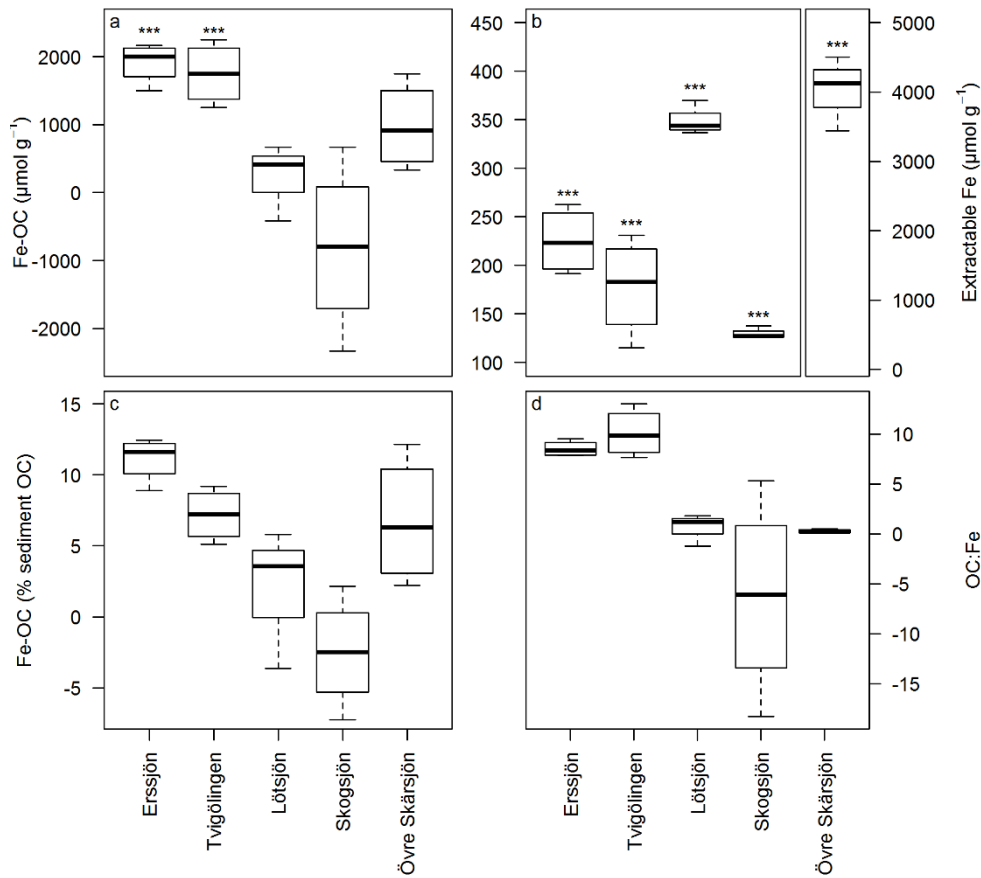 a
b
c
d
2000
1000
0
-1000
-2000
Fe-OC (µmol g⁻¹)
***
***
450
400
350
300
250
200
150
100
***
***
***
***
***
5000
4000
3000
2000
1000
0
Extractable Fe (µmol g⁻¹)
15
10
5
0
-5
Fe-OC (% sediment OC)
10
5
0
-5
-10
-15
OC:Fe
Erssjön
Tvigölingen
Lötsjön
Skogsjön
Övre Skärsjön
Erssjön
Tvigölingen
Lötsjön
Skogsjön
Övre Skärsjön